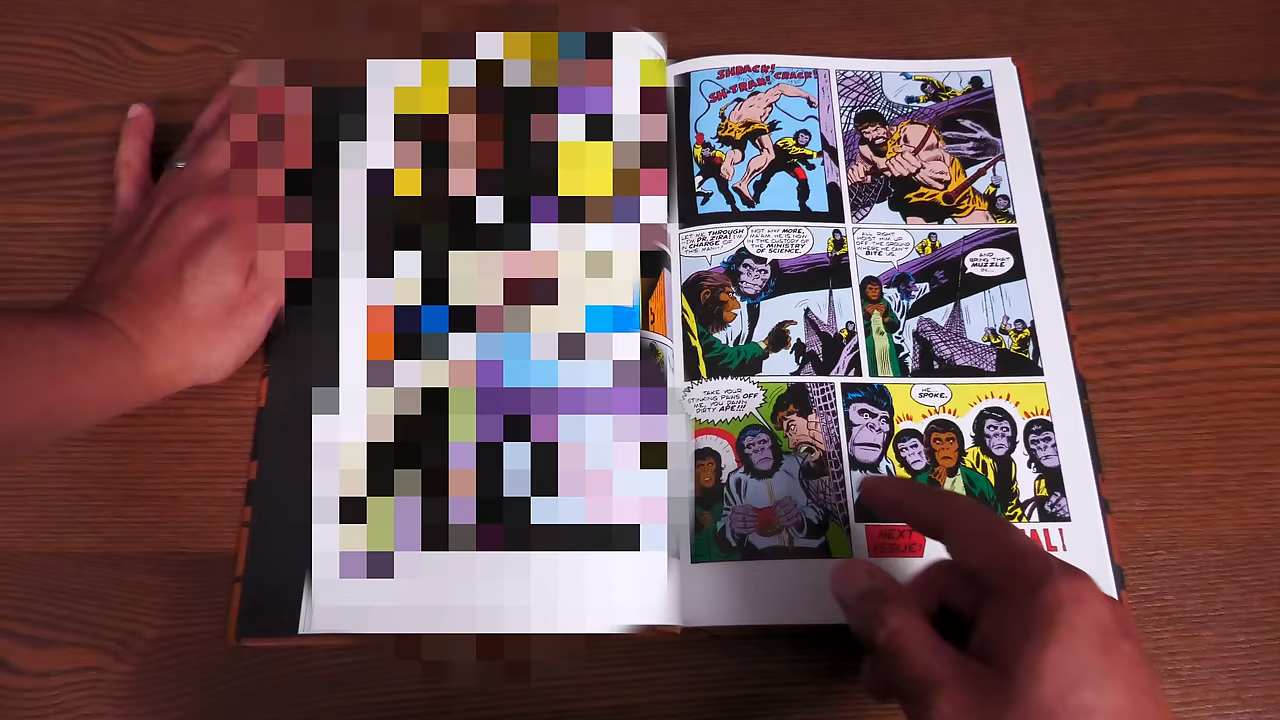 SHRACK!
SH-TRAK! CRACK!
LET ME THROUGH!
I'M DR. ZIRA! I'M
IN CHARGE OF
THIS MAN--
NOT ANY MORE,
MA'AM. HE IS NOW
IN THE CUSTODY OF
THE MINISTRY
OF SCIENCE.
ALL RIGHT,
HOIST HIM UP
OFF THE GROUND
WHERE HE CAN'T
BITE US.
AND
BRING THAT
MUZZLE
IN...
TAKE YOUR
STINKING PAWS OFF
ME, YOU DAMN
DIRTY APE!!!
HE...
SPOKE.
NEXT
ISSUE!
AL!